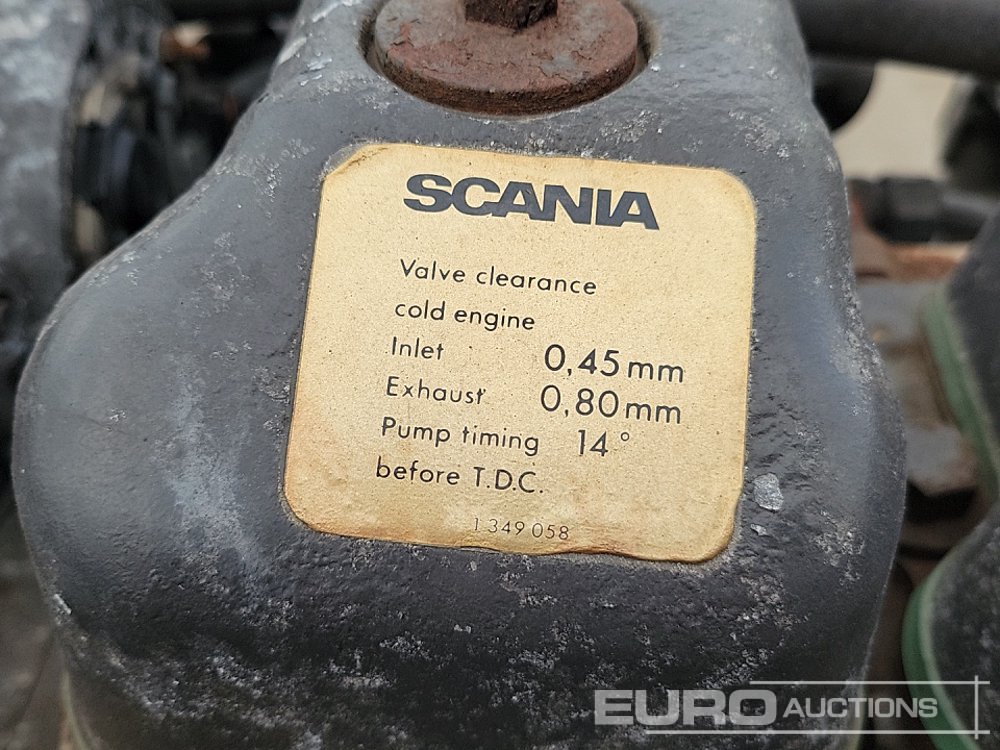 SCANIA
Valve clearance
cold engine
Inlet 0,45 mm
Exhaust 0,80 mm
Pump timing 14°
before T.D.C.
1 349 058
EURO AUCTIONS